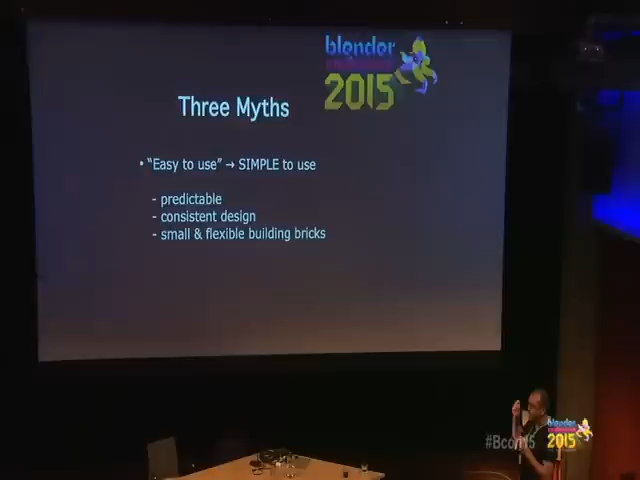 blender
2015
Three Myths
• "Easy to use" → SIMPLE to use
- predictable
- consistent design
- small & flexible building bricks
#Bcon15
blender
2015